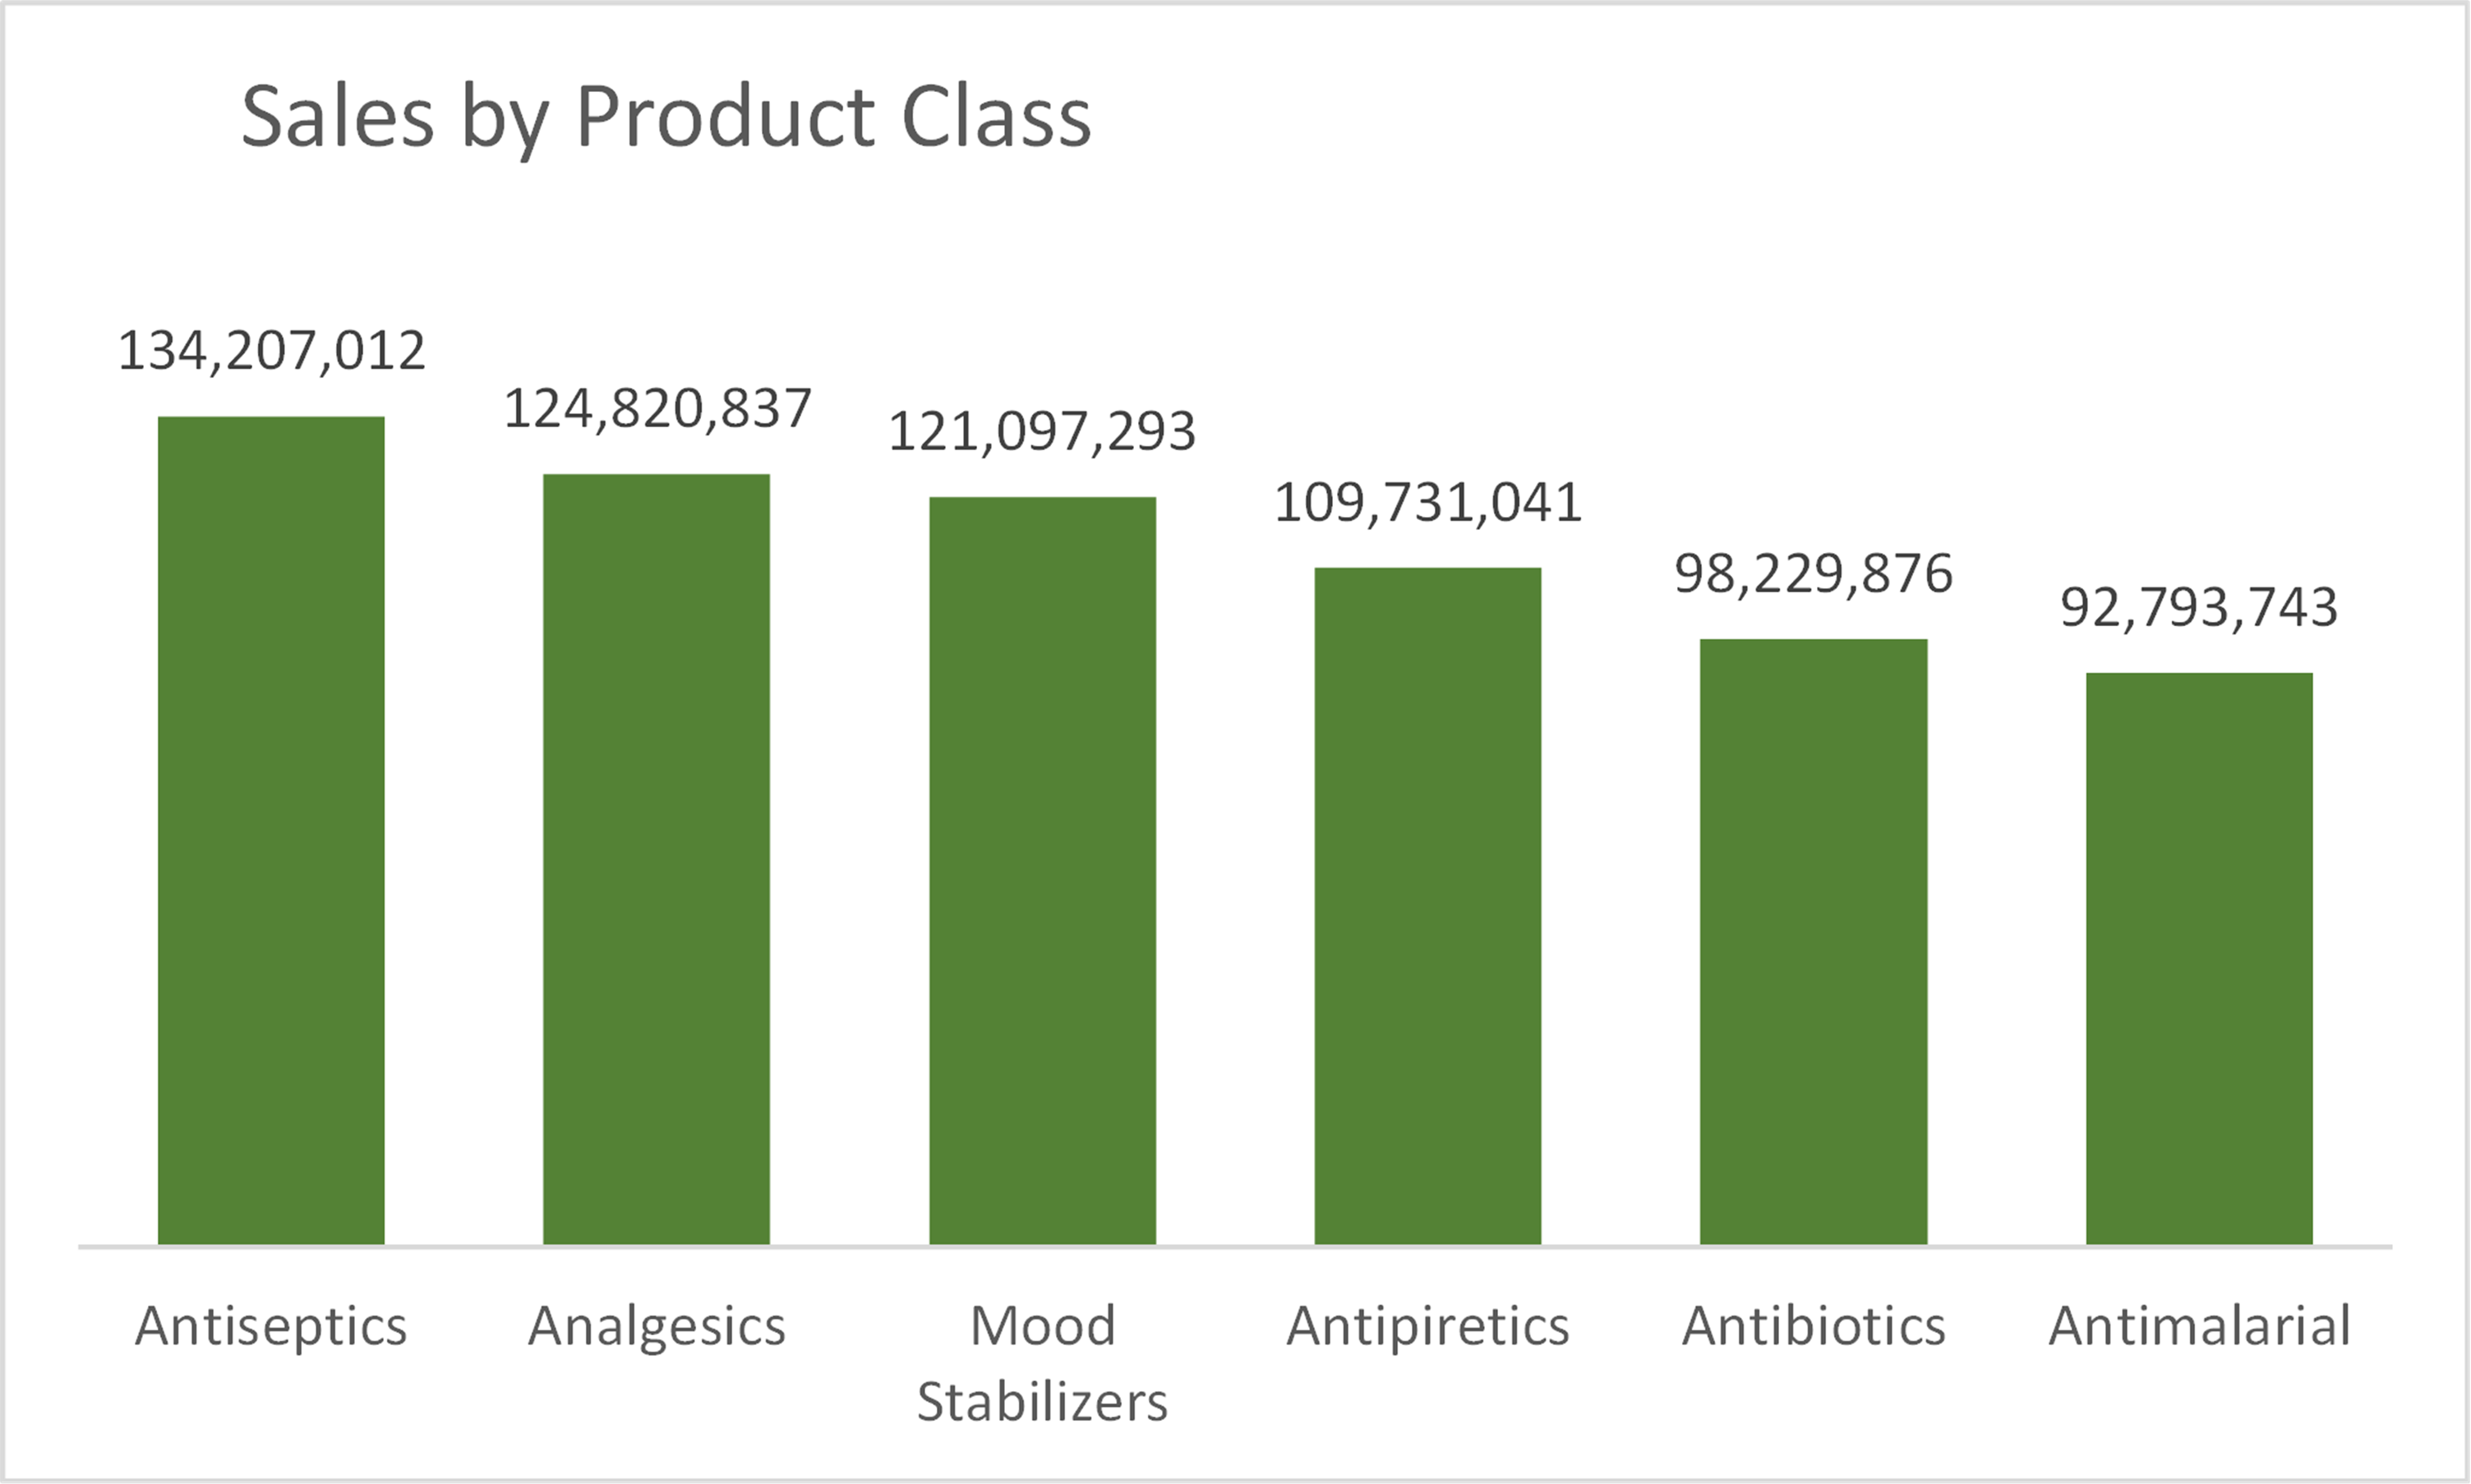 Sales by Product Class
134,207,012
124,820,837
121,097,293
109,731,041
98,229,876
92,793,743
Antiseptics
Analgesics
Mood
Stabilizers
Antipiretics
Antibiotics
Antimalarial